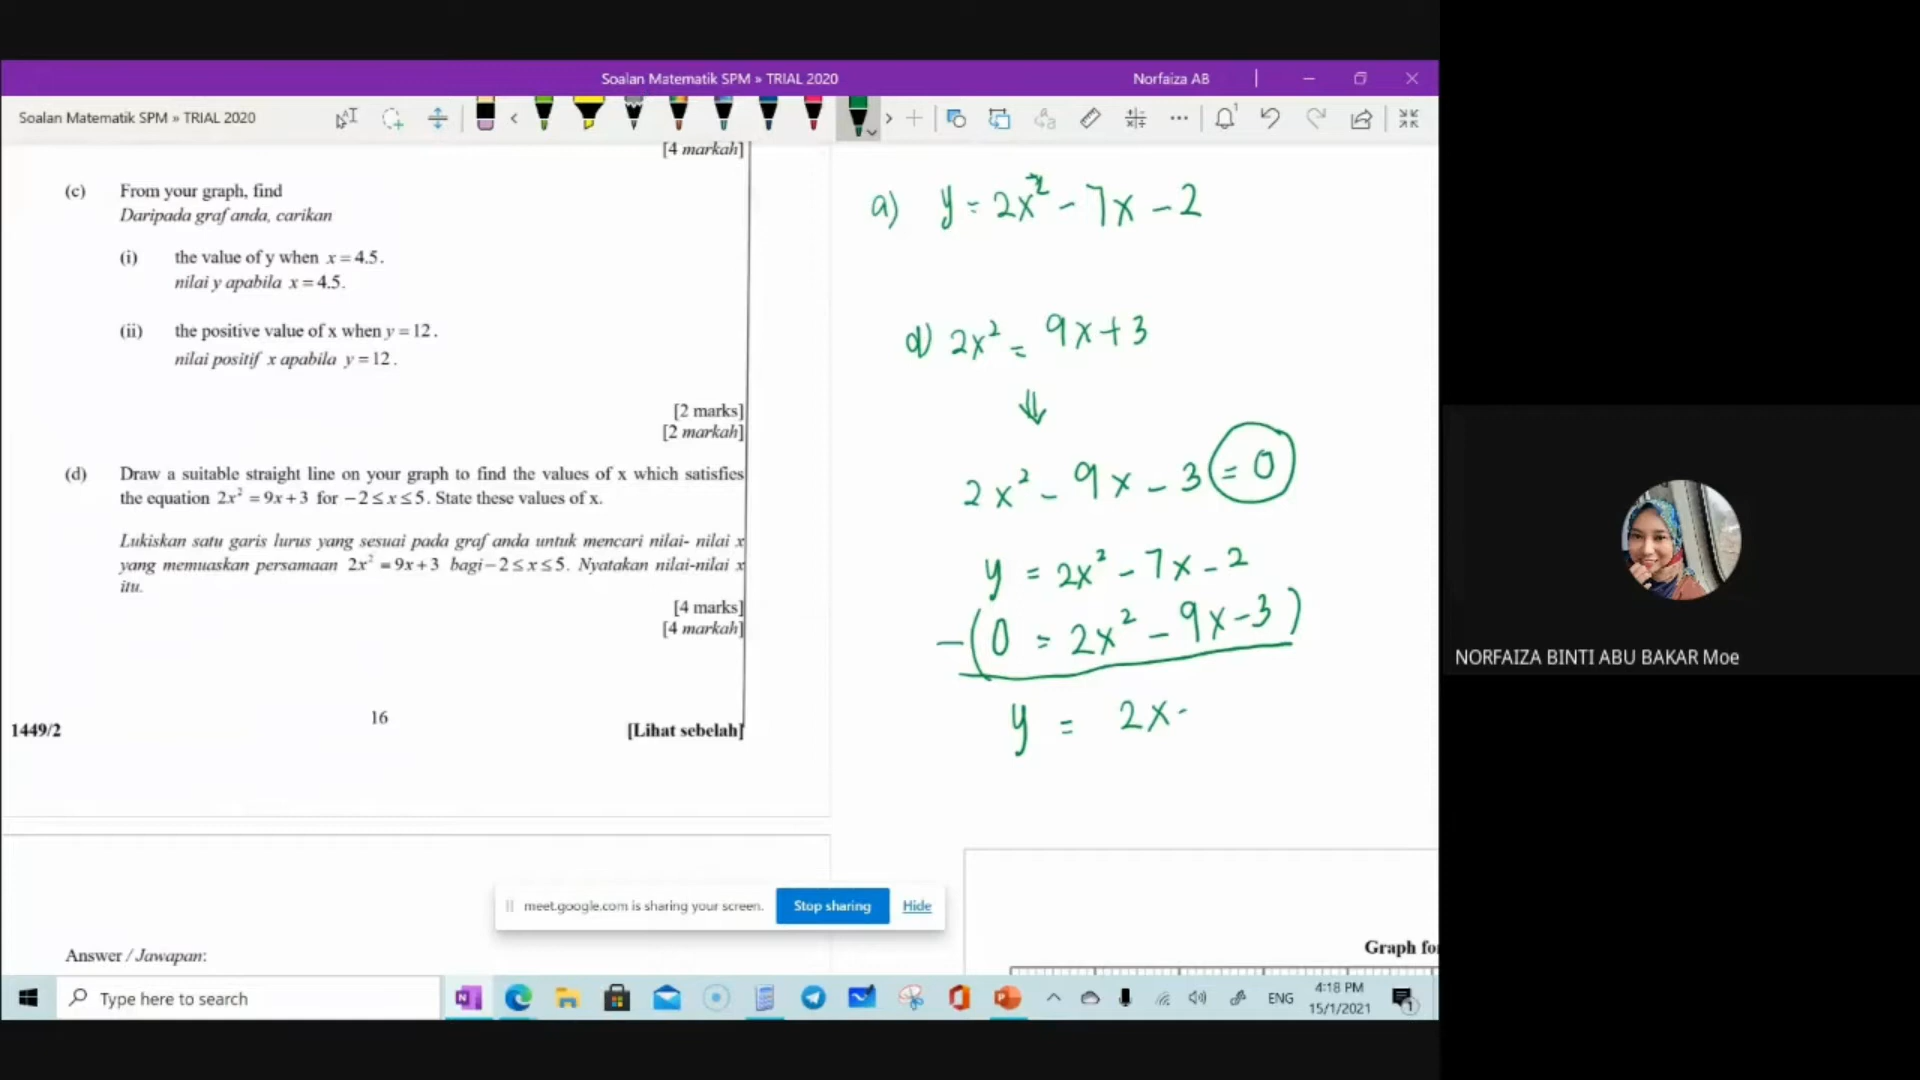 Soalan Matematik SPM » TRIAL 2020
Norfaiza AB
Soalan Matematik SPM » TRIAL 2020
[4 markah]
(c) From your graph, find
Daripada graf anda, carikan
(i) the value of y when x = 4.5.
nilai y apabila x = 4.5.
(ii) the positive value of x when y = 12.
nilai positif x apabila y = 12.
[2 marks]
[2 markah]
(d) Draw a suitable straight line on your graph to find the values of x which satisfies
the equation 2x² = 9x + 3 for −2 ≤ x ≤ 5. State these values of x.
Lukiskan satu garis lurus yang sesuai pada graf anda untuk mencari nilai- nilai x
yang memuaskan persamaan 2x² = 9x + 3 bagi −2 ≤ x ≤ 5. Nyatakan nilai-nilai x
itu.
[4 marks]
[4 markah]
16
1449/2
[Lihat sebelah]
a) y = 2x² - 7x - 2
d) 2x² = 9x + 3
⇓
2x² - 9x - 3 = 0
y = 2x² - 7x - 2
- (0 = 2x² - 9x - 3)
y = 2x -
meet.google.com is sharing your screen.
Stop sharing
Hide
Answer / Jawapan:
Graph fo
Type here to search
ENG
4:18 PM
15/1/2021
1
NORFAIZA BINTI ABU BAKAR Moe